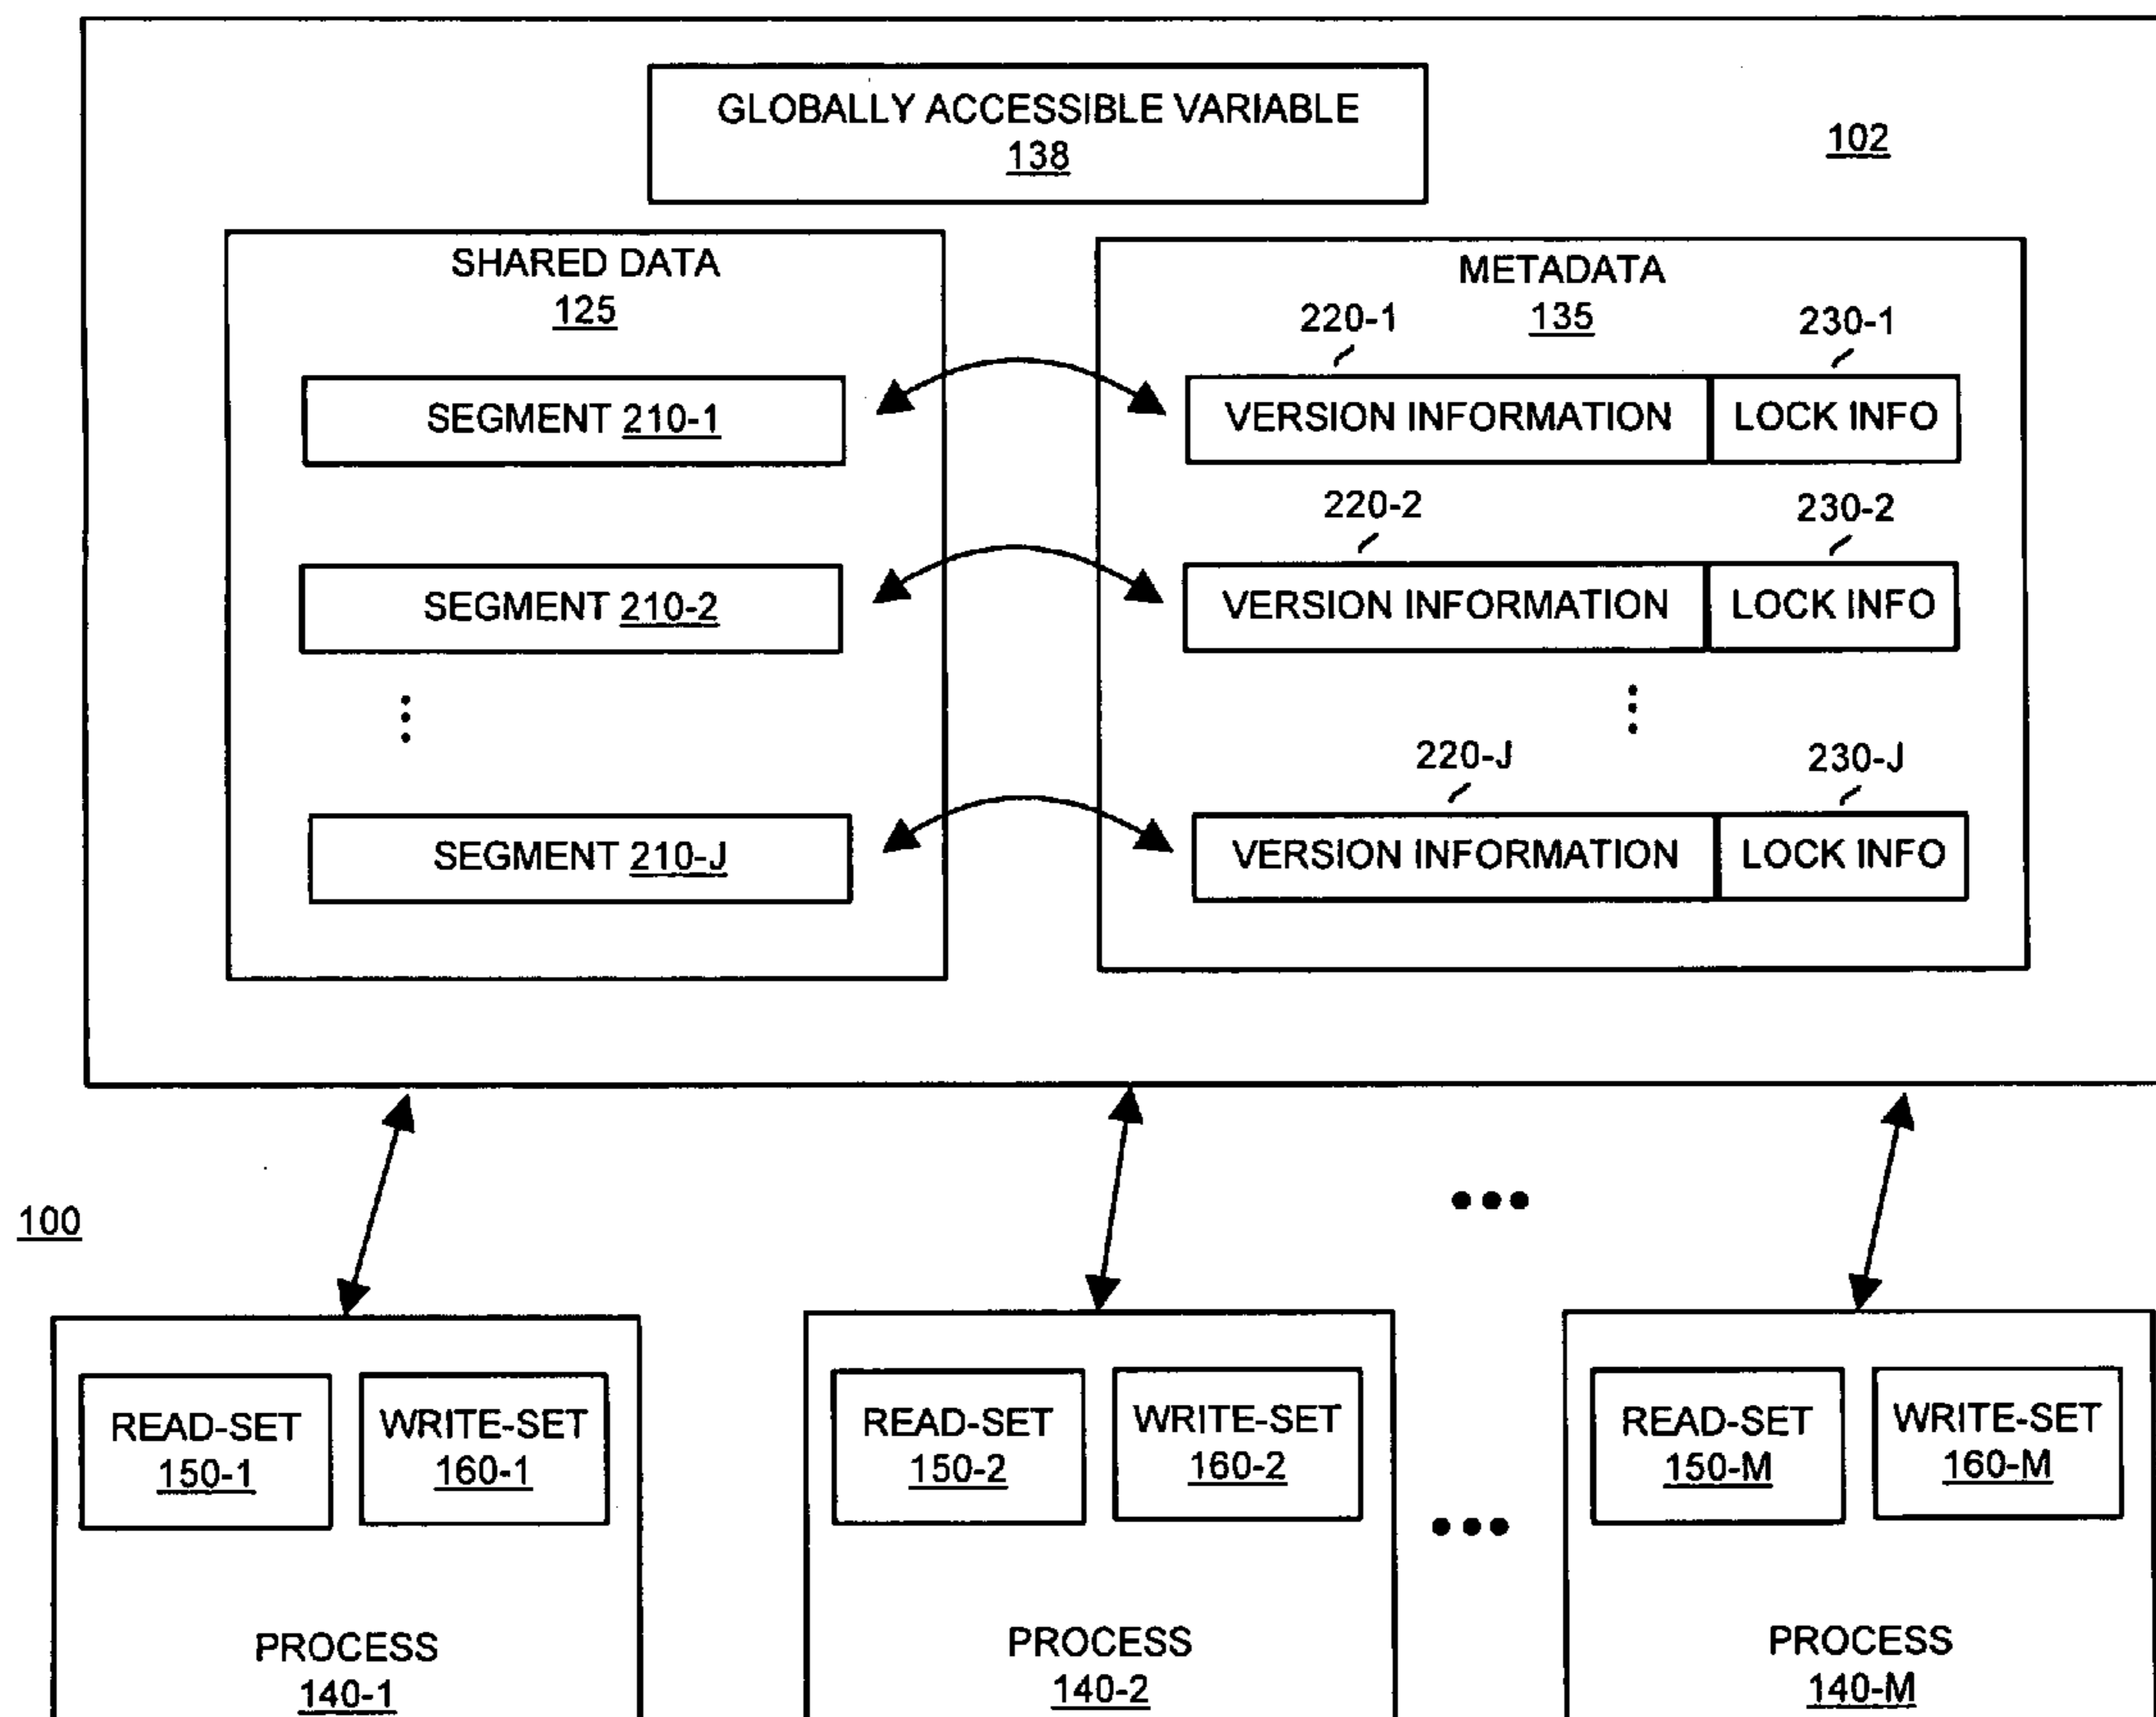 GLOBALLY ACCESSIBLE VARIABLE
138
102
SHARED DATA
125
METADATA
135
220-1
230-1
SEGMENT 210-1
VERSION INFORMATION
LOCK INFO
220-2
230-2
SEGMENT 210-2
VERSION INFORMATION
LOCK INFO
220-J
230-J
SEGMENT 210-J
VERSION INFORMATION
LOCK INFO
100
READ-SET
150-1
WRITE-SET
160-1
PROCESS
140-1
READ-SET
150-2
WRITE-SET
160-2
PROCESS
140-2
READ-SET
150-M
WRITE-SET
160-M
PROCESS
140-M